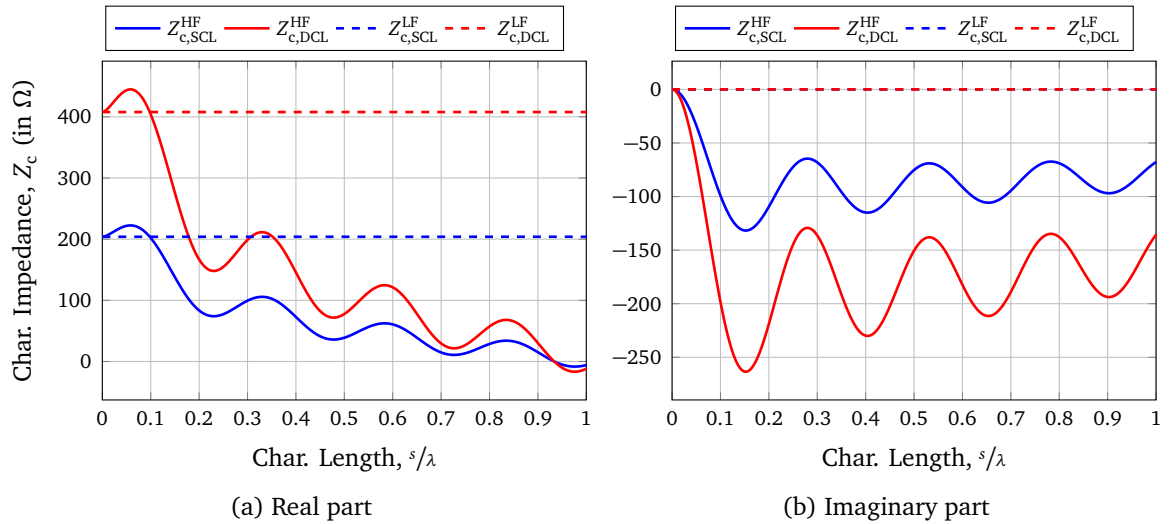 Z^HF_c,SCL Z^HF_c,DCL Z^LF_c,SCL Z^LF_c,DCL
Char. Impedance, Z_c (in Ω)
400
300
200
100
0
0 0.1 0.2 0.3 0.4 0.5 0.6 0.7 0.8 0.9 1
Char. Length, s/λ
(a) Real part
Z^HF_c,SCL Z^HF_c,DCL Z^LF_c,SCL Z^LF_c,DCL
0
−50
−100
−150
−200
−250
0 0.1 0.2 0.3 0.4 0.5 0.6 0.7 0.8 0.9 1
Char. Length, s/λ
(b) Imaginary part